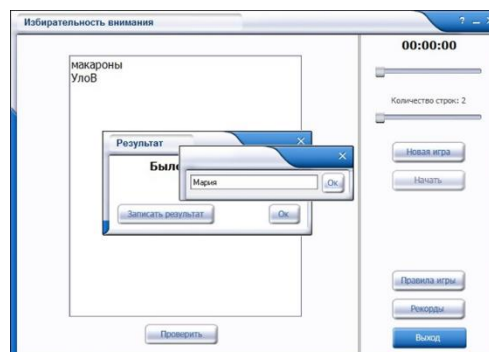 Избирательность внимания
? –
00:00:00
макароны
УлоВ
Количество строк: 2
Результат
Было
Мария
Ок
Записать результат
Ок
Новая игра
Начать
Правила игры
Рекорды
Проверить
Выход